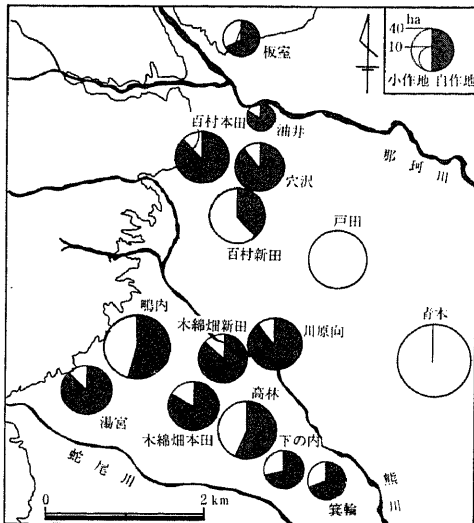 ha
40
10
小作地 自作地
板室
油井
百村本田
那珂川
穴沢
百村新田
戸田
青木
鴫内
木綿畑新田
川原向
湯宮
木綿畑本田
高林
下の内
箕輪
蛇尾川
熊川
0 2 km